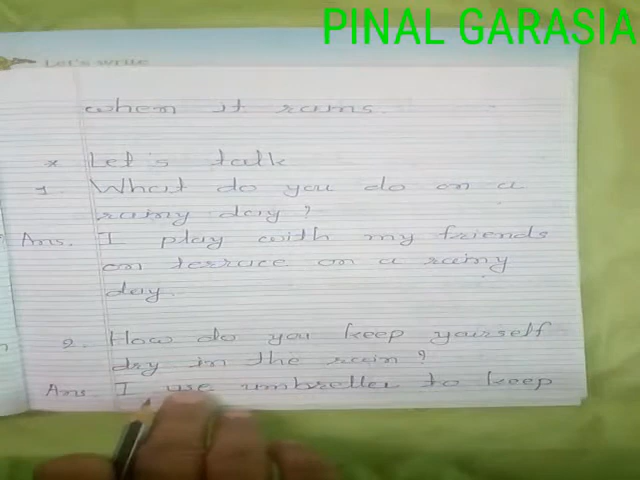 PINAL GARASIA
Let's write
when it rains.
* Let's talk
1. What do you do on a
rainy day ?
Ans. I play with my friends
on terrace on a rainy
day.
2. How do you keep yourself
dry in the rain ?
Ans. I use umbrella to keep